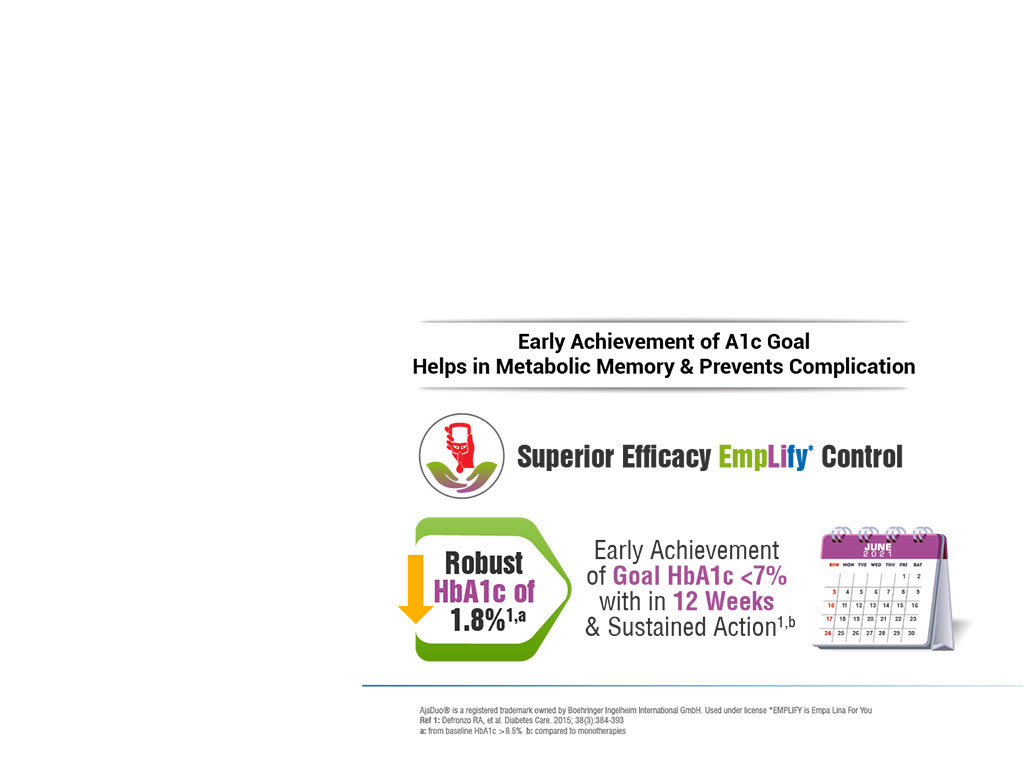 Early Achievement of A1c Goal
Helps in Metabolic Memory & Prevents Complication
Superior Efficacy EmpLify* Control
Robust
HbA1c of
1.8%1,a
Early Achievement
of Goal HbA1c <7%
with in 12 Weeks
& Sustained Action1,b
JUNE
2021
SUN MON TUE WED THU FRI SAT
1 2
3 4 5 6 7 8 9
10 11 12 13 14 15 16
17 18 19 20 21 22 23
24 25 26 27 28 29 30
AjaDuo® is a registered trademark owned by Boehringer Ingelheim International GmbH. Used under license *EMPLIFY is Empa Lina For You
Ref 1: Defronzo RA, et al. Diabetes Care. 2015; 38(3):384-393
a: from baseline HbA1c >8.5% b: compared to monotherapies